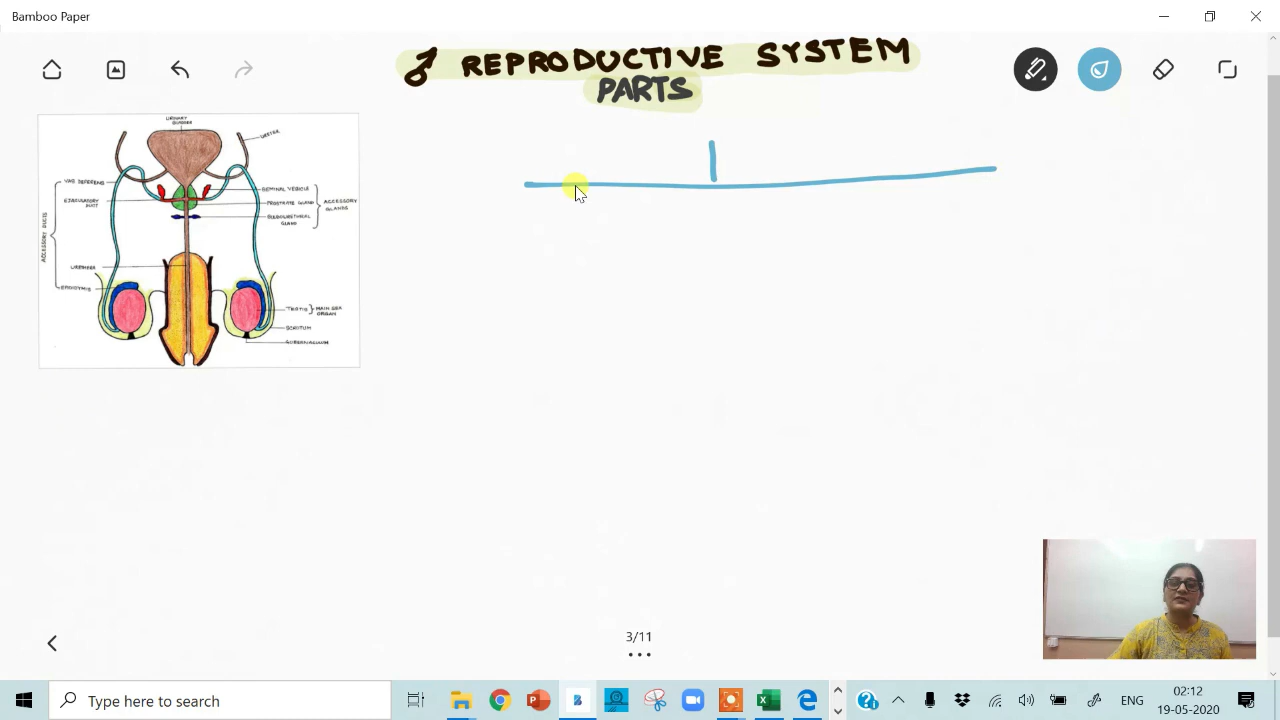 Bamboo Paper
♂ REPRODUCTIVE SYSTEM
PARTS
URINARY
BLADDER
URETER
VAS DEFERENS
EJACULATORY
DUCT
ACCESSORY DUCTS
URETHRA
EPIDIDYMIS
SEMINAL VESICLE
PROSTRATE GLAND
BULBOURETHRAL
GLAND
ACCESSORY
GLANDS
TESTIS
MAIN SEX
ORGAN
SCROTUM
GUBERNACULUM
3/11
Type here to search
ENG
02:12
19-05-2020